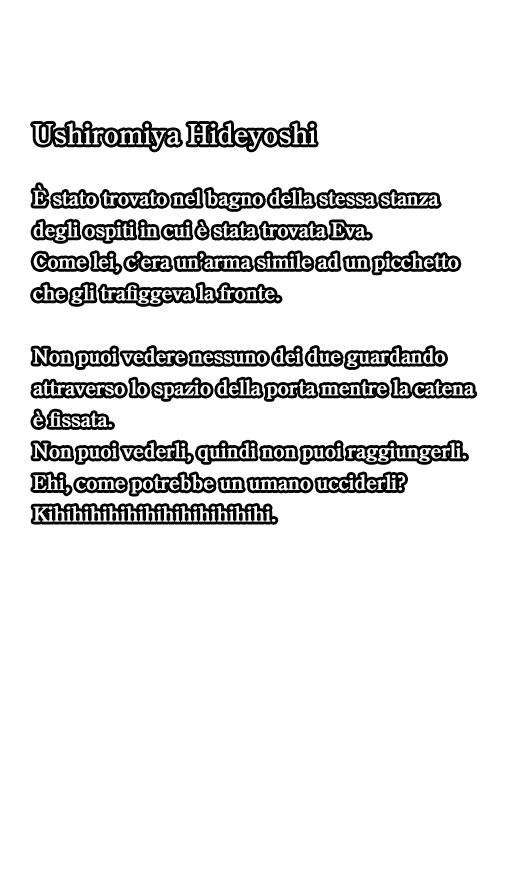 Ushiromiya Hideyoshi
È stato trovato nel bagno della stessa stanza
degli ospiti in cui è stata trovata Eva.
Come lei, c'era un'arma simile ad un picchetto
che gli trafiggeva la fronte.
Non puoi vedere nessuno dei due guardando
attraverso lo spazio della porta mentre la catena
è fissata.
Non puoi vederli, quindi non puoi raggiungerli.
Ehi, come potrebbe un umano ucciderli?
Kihihihihihihihihihihihihi.